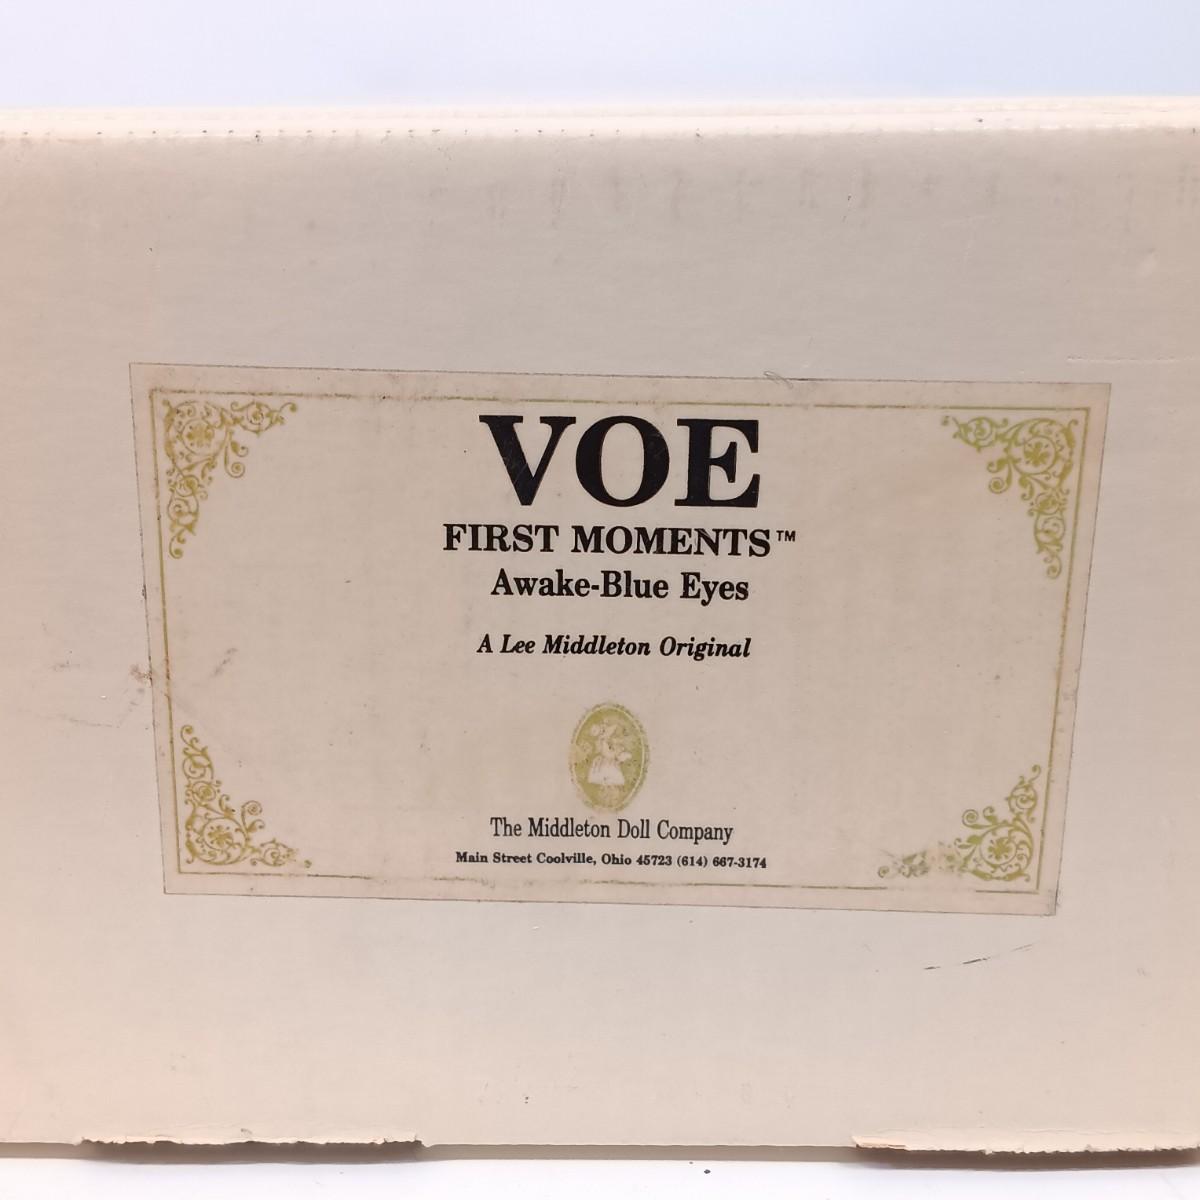 VOE
FIRST MOMENTS™
Awake-Blue Eyes
A Lee Middleton Original
The Middleton Doll Company
Main Street Coolville, Ohio 45723 (614) 667-3174